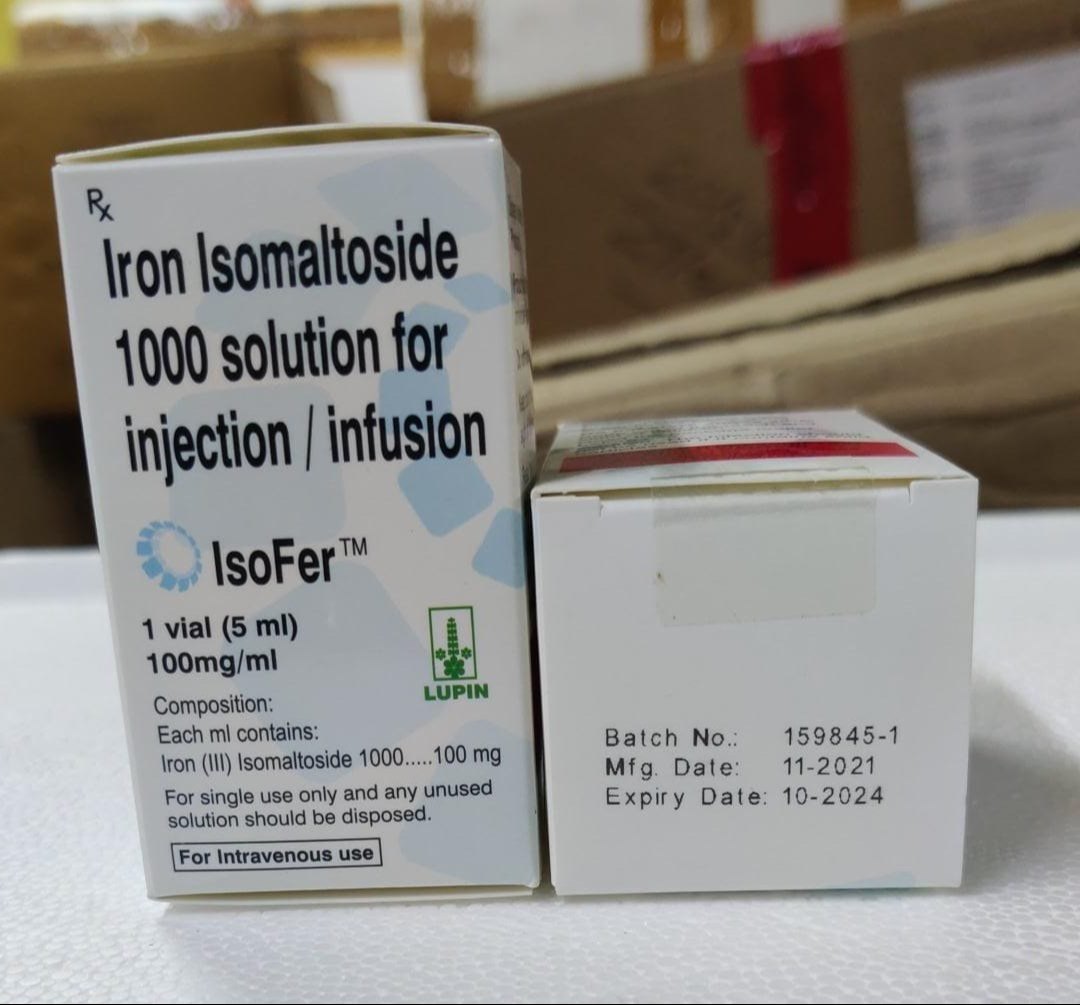 Rx
Iron Isomaltoside
1000 solution for
injection / infusion
IsoFer™
1 vial (5 ml)
100mg/ml
LUPIN
Composition:
Each ml contains:
Iron (III) Isomaltoside 1000.....100 mg
For single use only and any unused
solution should be disposed.
For Intravenous use
Batch No.: 159845-1
Mfg. Date: 11-2021
Expiry Date: 10-2024